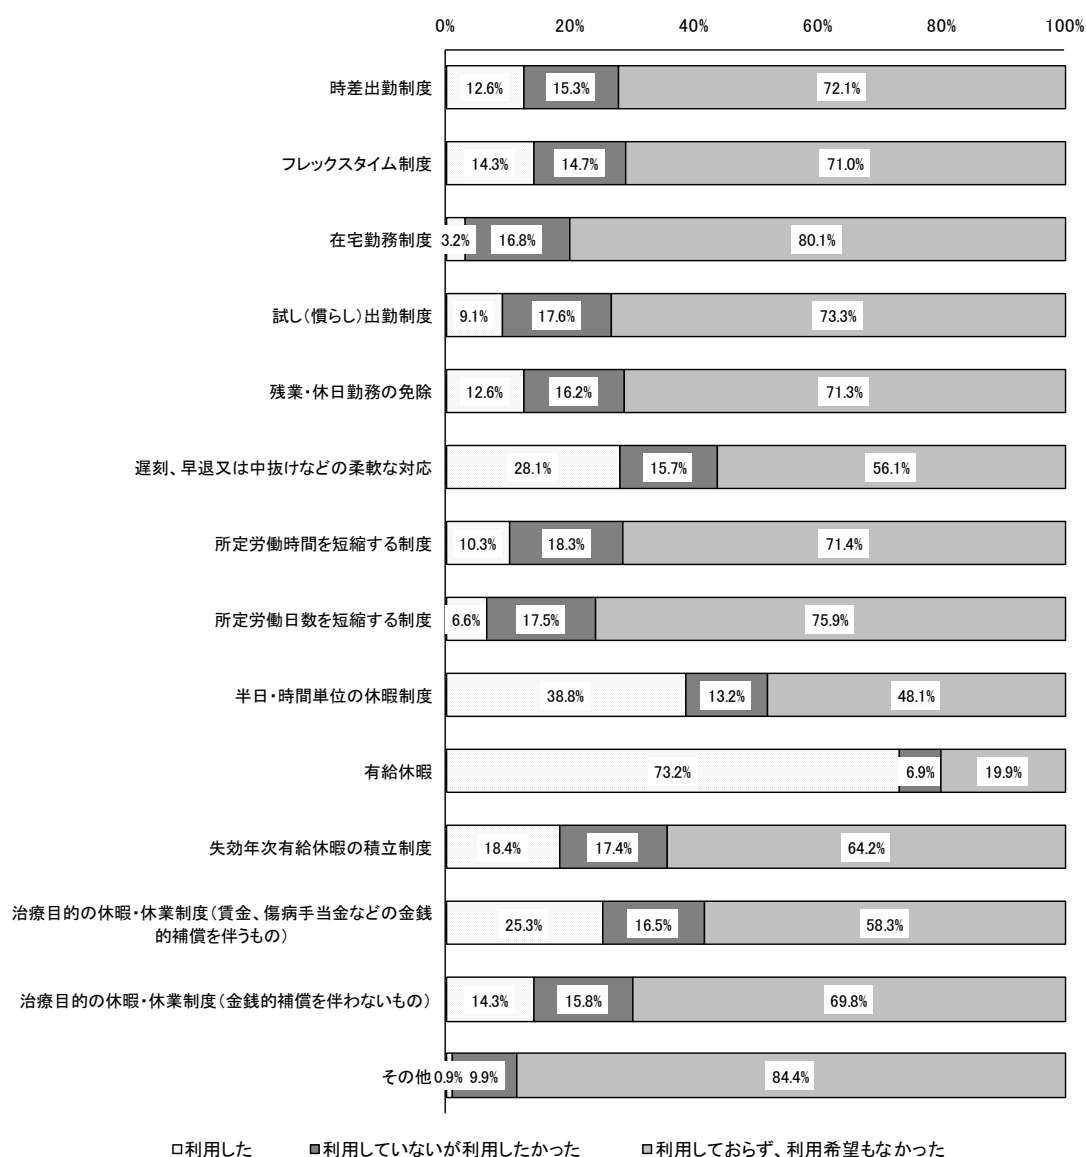 0% 20% 40% 60% 80% 100%
時差出勤制度 12.6% 15.3% 72.1%
フレックスタイム制度 14.3% 14.7% 71.0%
在宅勤務制度 3.2% 16.8% 80.1%
試し(慣らし)出勤制度 9.1% 17.6% 73.3%
残業・休日勤務の免除 12.6% 16.2% 71.3%
遅刻、早退又は中抜けなどの柔軟な対応 28.1% 15.7% 56.1%
所定労働時間を短縮する制度 10.3% 18.3% 71.4%
所定労働日数を短縮する制度 6.6% 17.5% 75.9%
半日・時間単位の休暇制度 38.8% 13.2% 48.1%
有給休暇 73.2% 6.9% 19.9%
失効年次有給休暇の積立制度 18.4% 17.4% 64.2%
治療目的の休暇・休業制度(賃金、傷病手当金などの金銭
的補償を伴うもの) 25.3% 16.5% 58.3%
治療目的の休暇・休業制度(金銭的補償を伴わないもの) 14.3% 15.8% 69.8%
その他 0.9% 9.9% 84.4%
利用した 利用していないが利用したかった 利用しておらず、利用希望もなかった